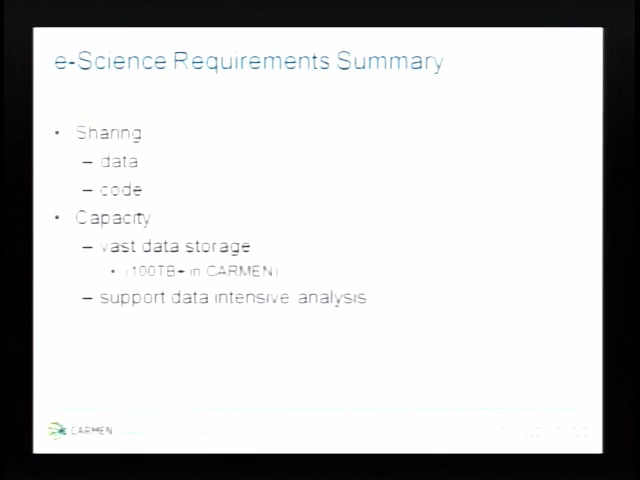 e-Science Requirements Summary
• Sharing
– data
– code
• Capacity
– vast data storage
• (100TB+ in CARMEN)
– support data intensive analysis
CARMEN